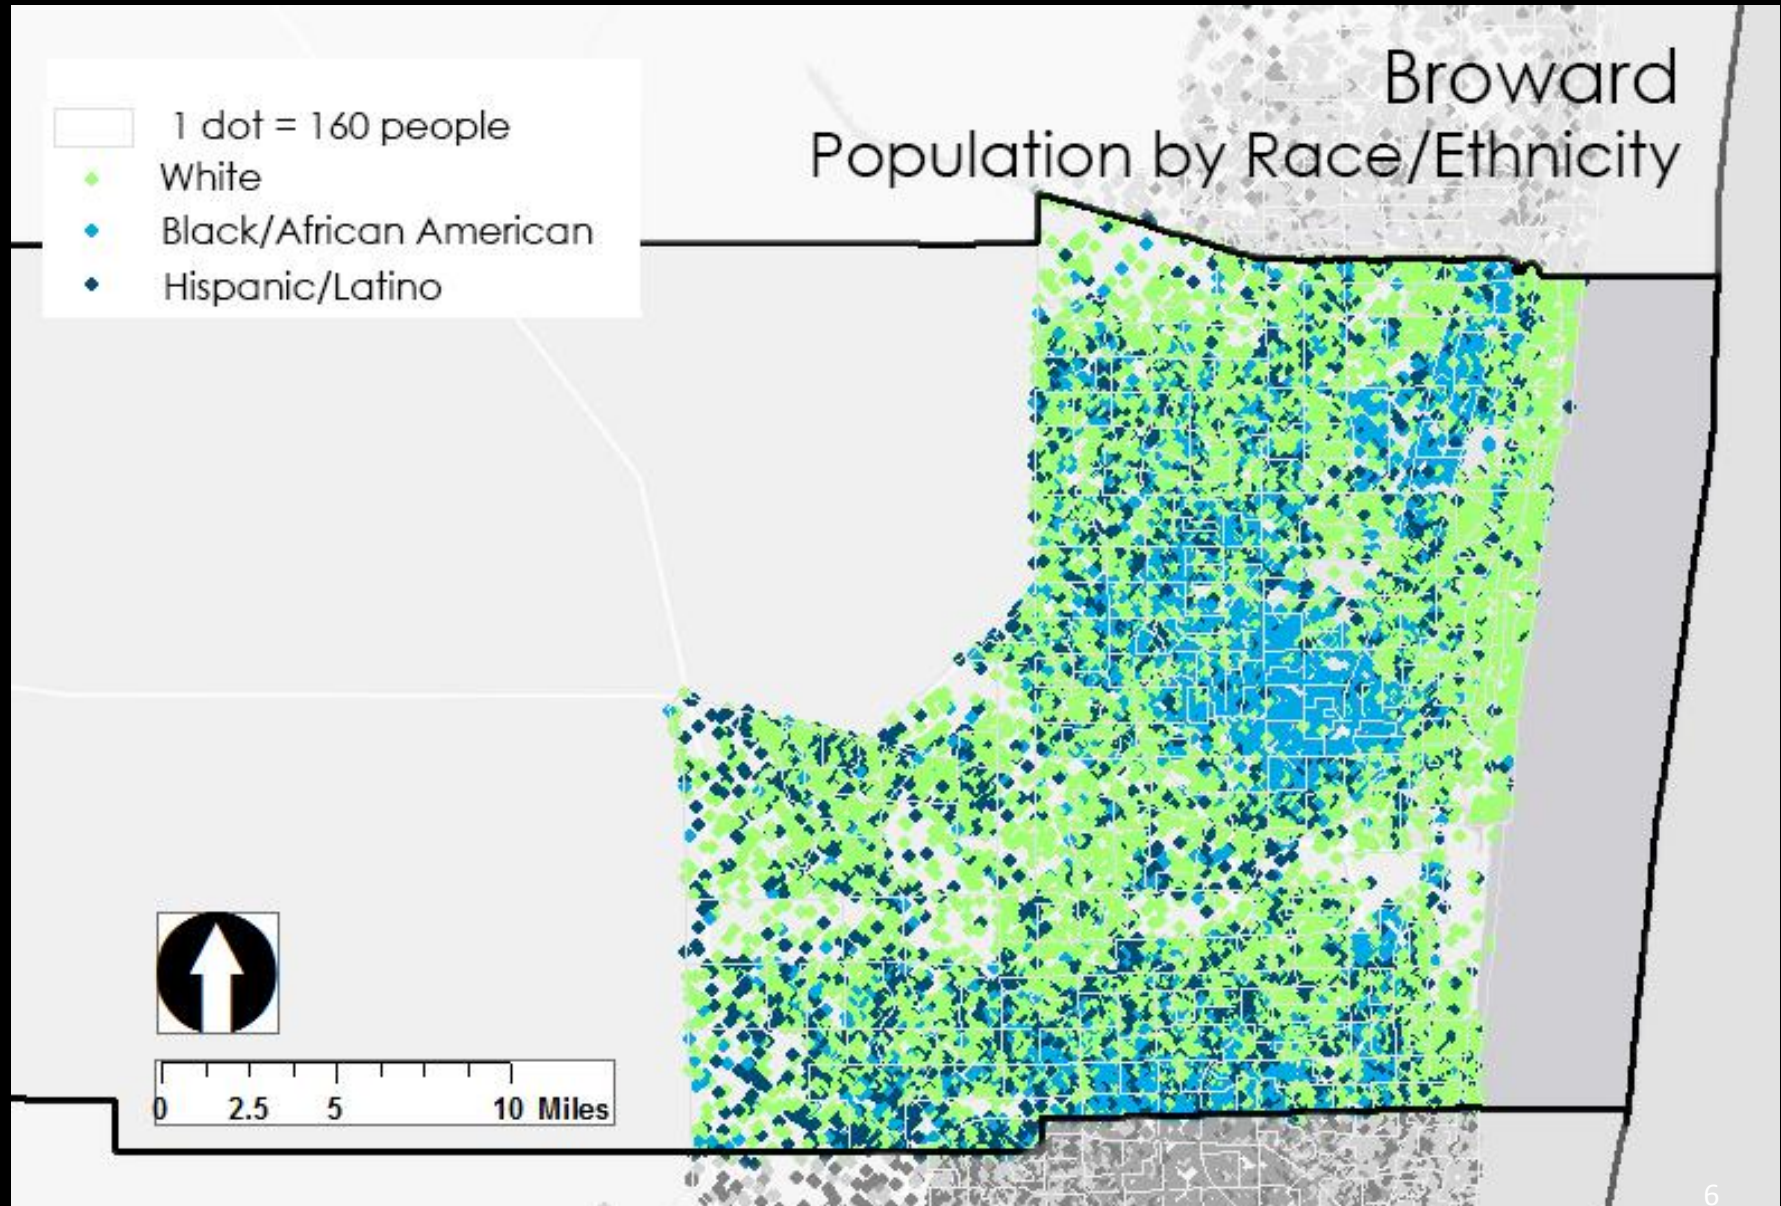 Broward
Population by Race/Ethnicity
1 dot = 160 people
White
Black/African American
Hispanic/Latino
0 2.5 5 10 Miles
6